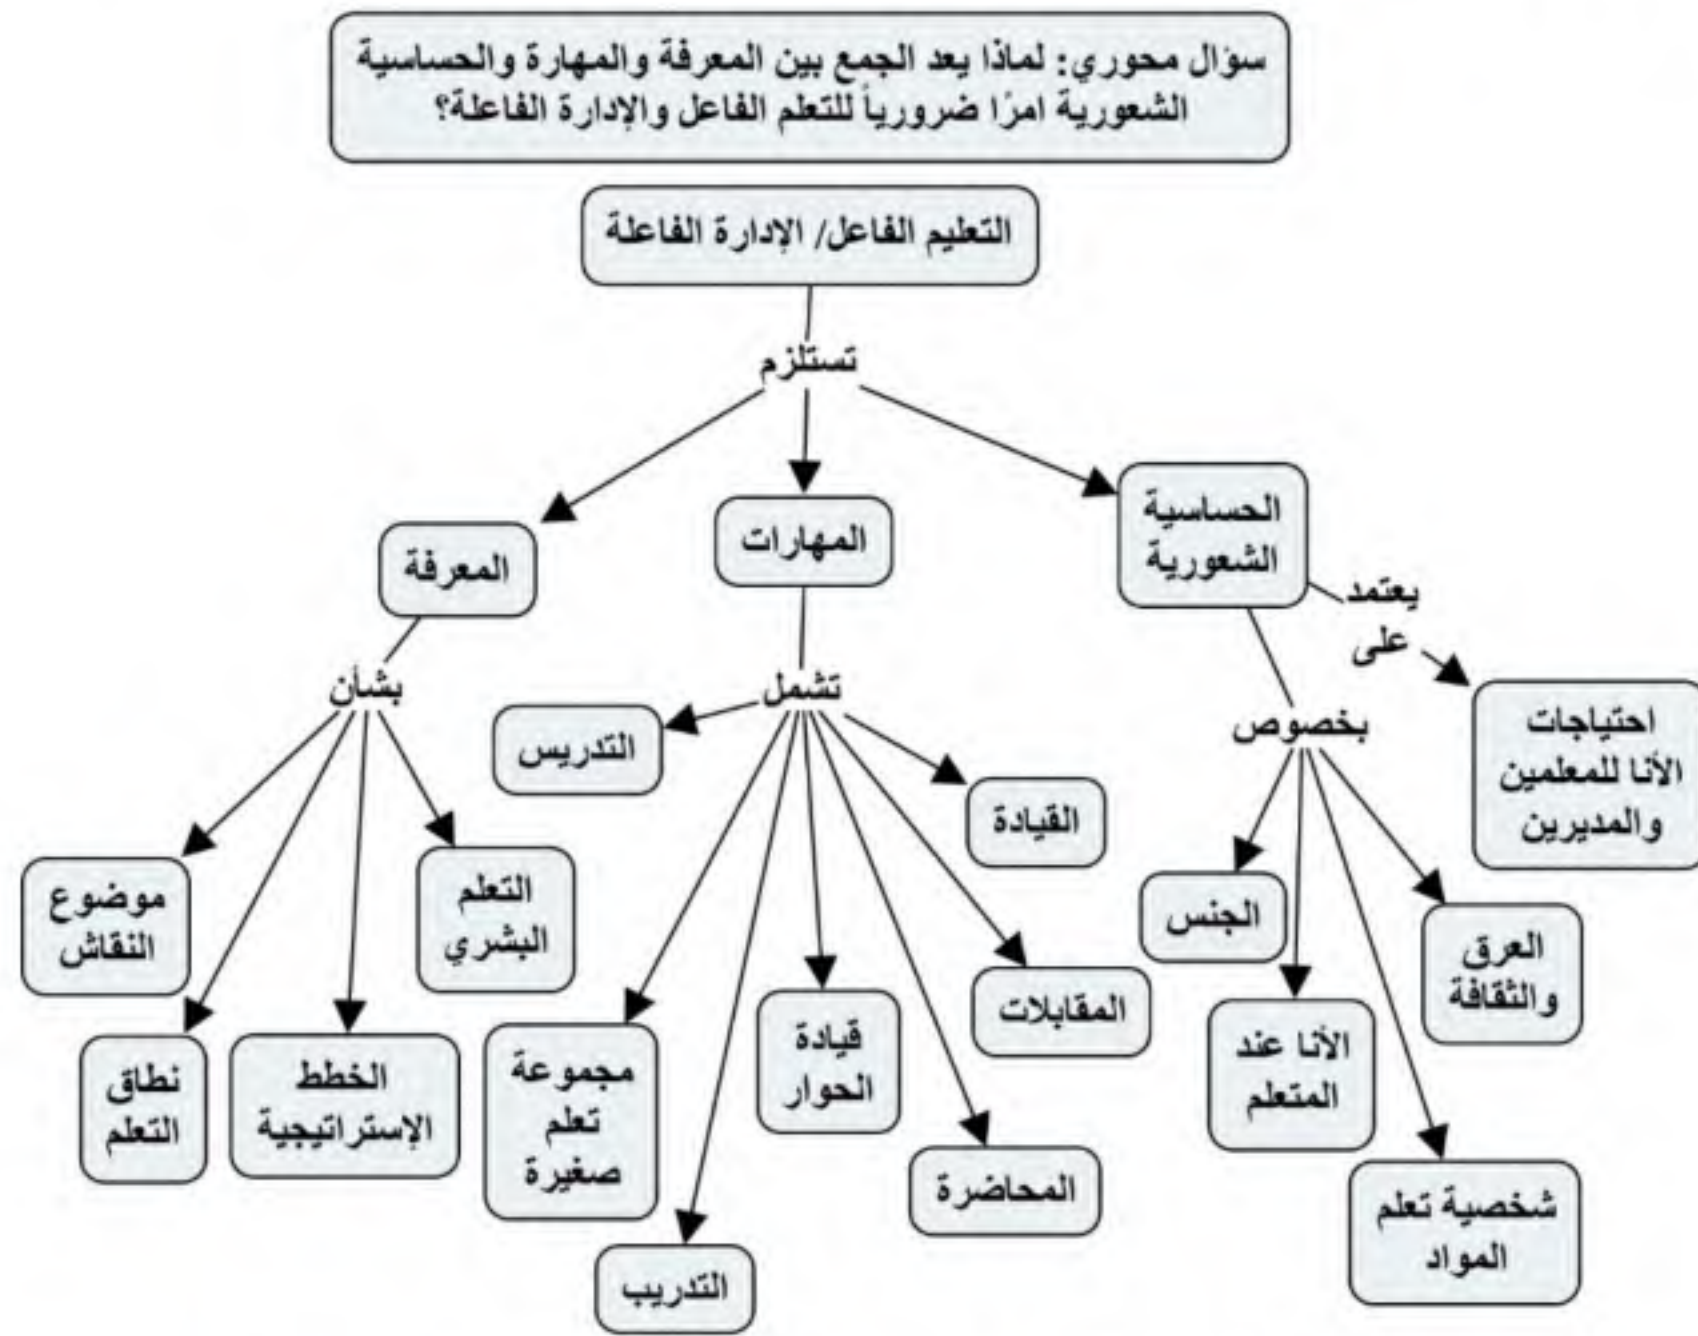 سؤال محوري: لماذا يعد الجمع بين المعرفة والمهارة والحساسية
الشعورية امرًا ضرورياً للتعلم الفاعل والإدارة الفاعلة؟
التعليم الفاعل/ الإدارة الفاعلة
تستلزم
الحساسية
الشعورية
المهارات
المعرفة
يعتمد
على
احتياجات
الأنا للمعلمين
والمديرين
بخصوص
الجنس
العرق
والثقافة
الأنا عند
المتعلم
شخصية تعلم
المواد
تشمل
التدريس
القيادة
المقابلات
قيادة
الحوار
مجموعة
تعلم
صغيرة
المحاضرة
التدريب
بشأن
التعلم
البشري
موضوع
النقاش
الخطط
الإستراتيجية
نطاق
التعلم